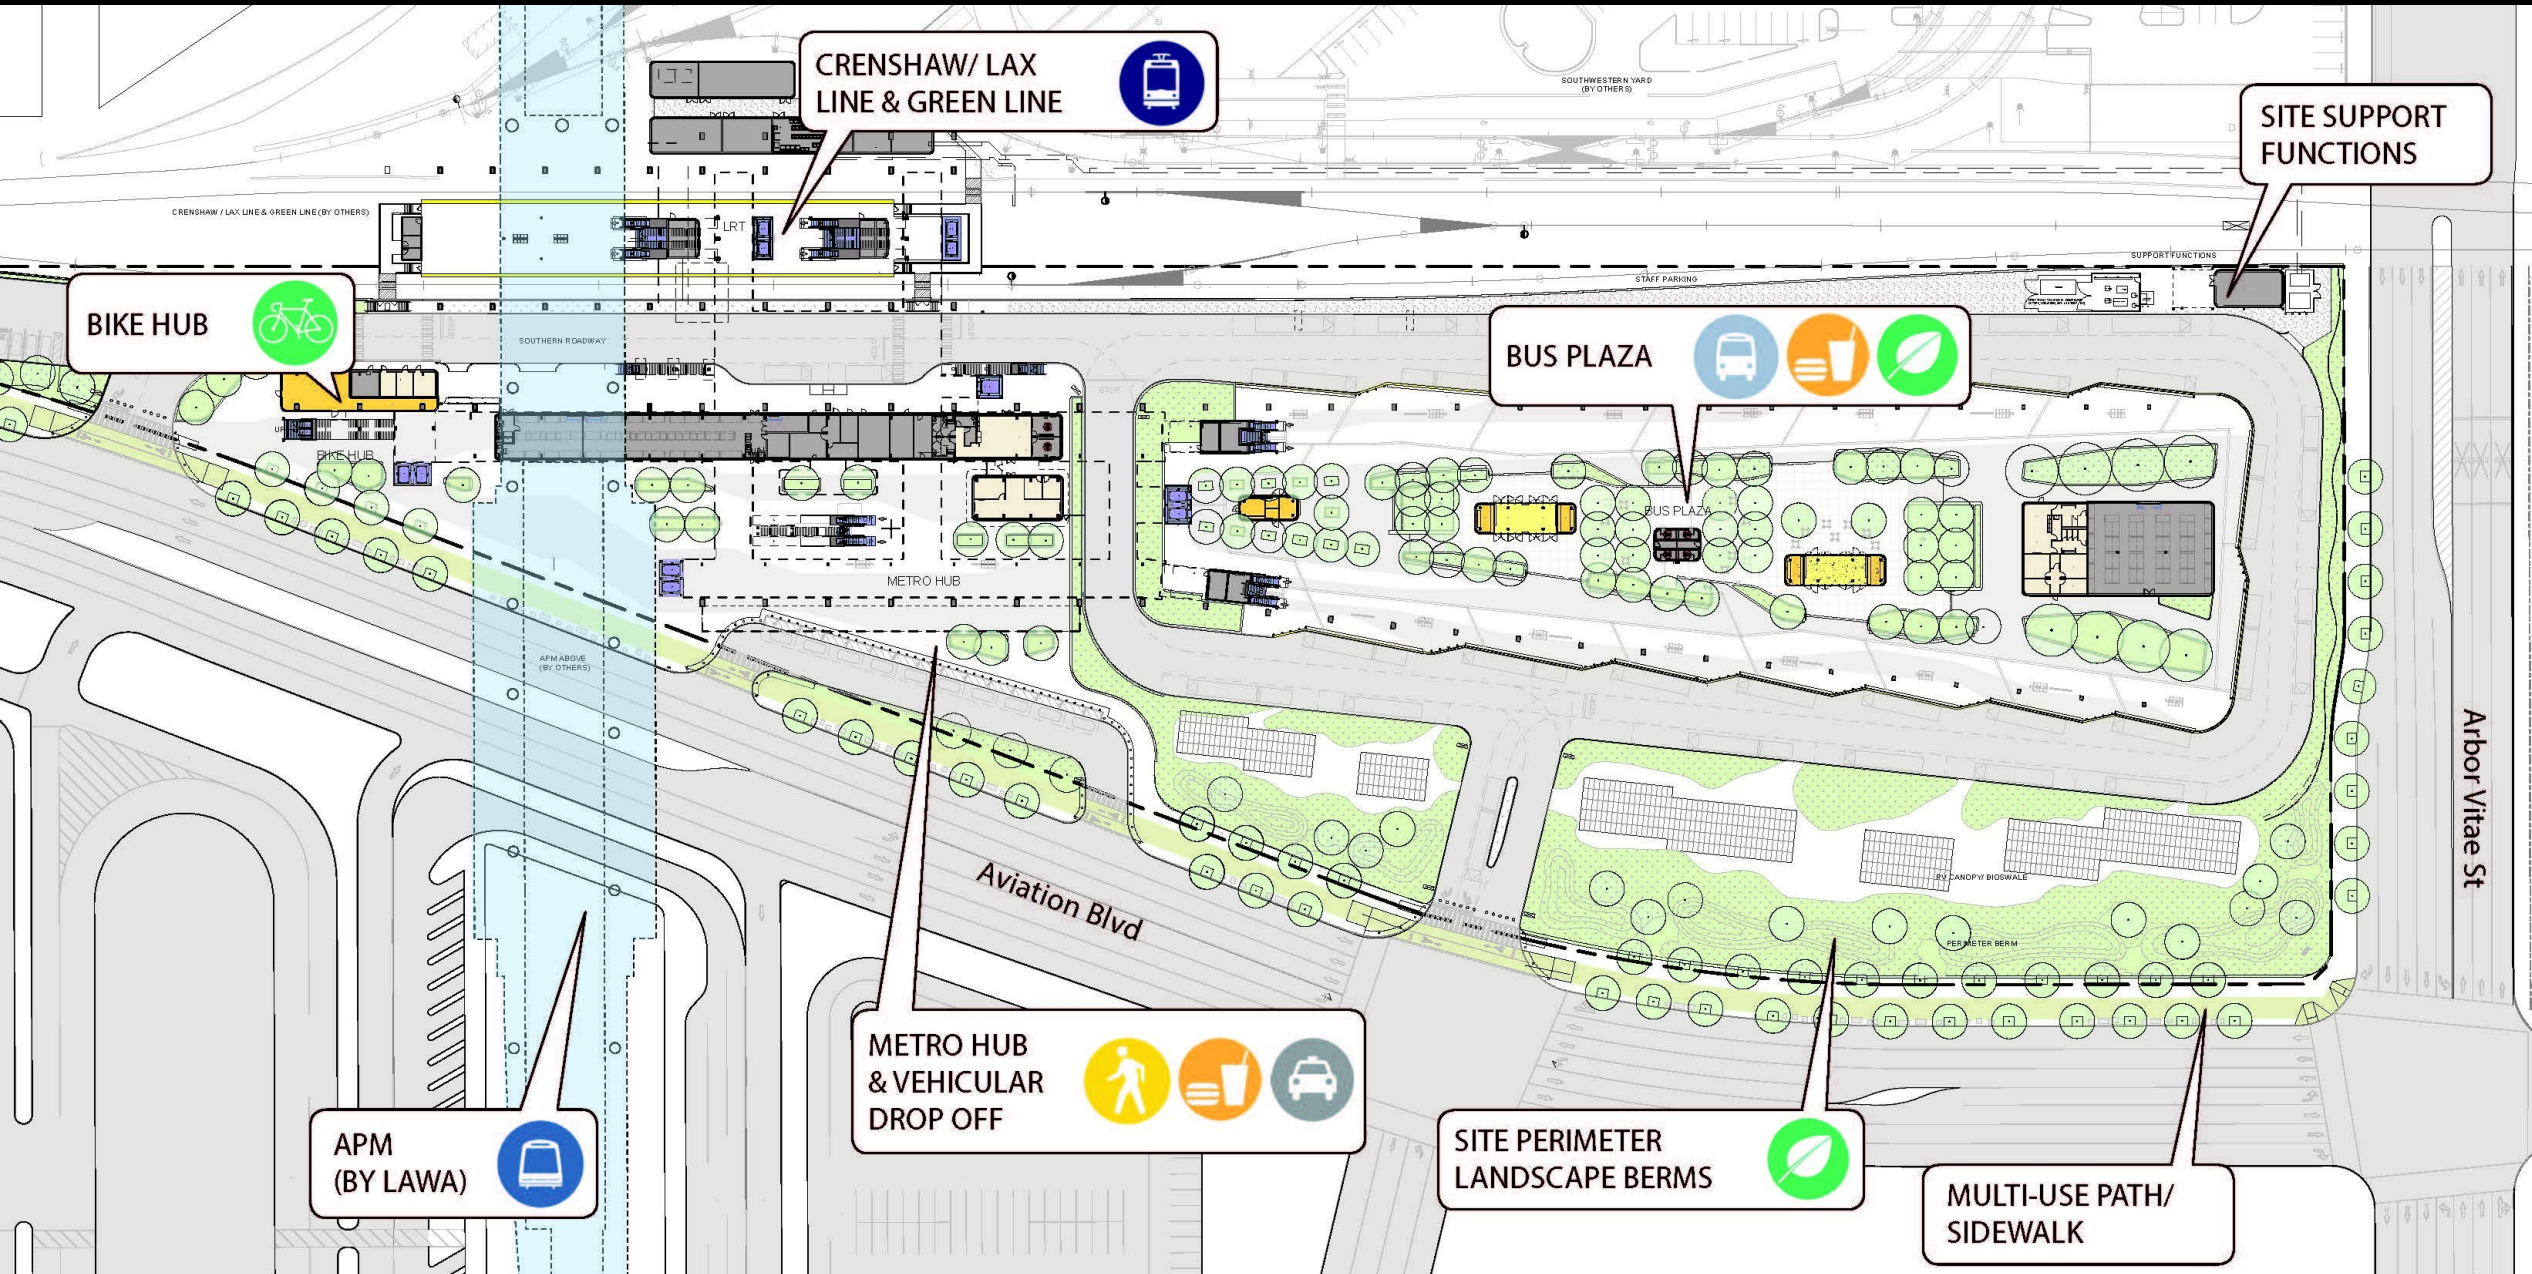 CRENSHAW/ LAX
LINE & GREEN LINE
SOUTHWESTERN YARD
(BY OTHERS)
SITE SUPPORT
FUNCTIONS
CRENSHAW / LAX LINE & GREEN LINE (BY OTHERS)
LRT
SUPPORT FUNCTIONS
STAFF PARKING
BIKE HUB
SOUTHERN ROADWAY
BUS PLAZA
STOP
UP
BIKE HUB
BUS PLAZA
METRO HUB
APM ABOVE
(BY OTHERS)
Arbor Vitae St
Aviation Blvd
PV CANOPY/ BIOSWALE
PERIMETER BERM
METRO HUB
& VEHICULAR
DROP OFF
APM
(BY LAWA)
SITE PERIMETER
LANDSCAPE BERMS
MULTI-USE PATH/
SIDEWALK